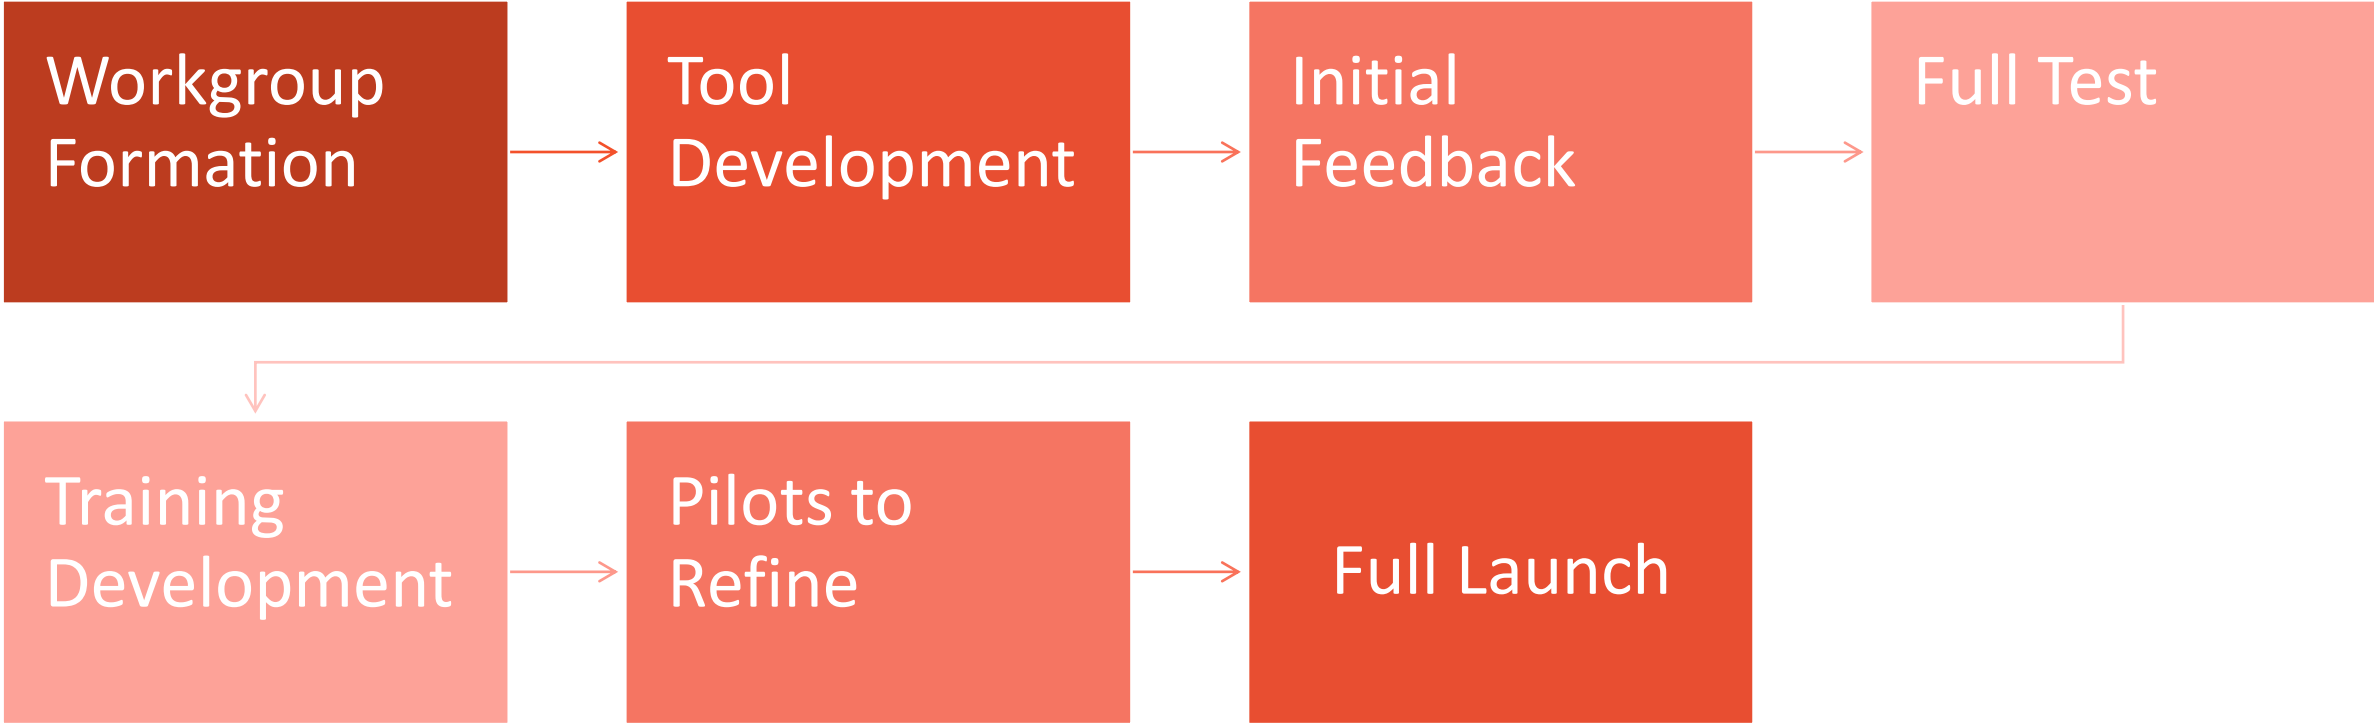 Workgroup
Formation
Tool
Development
Initial
Feedback
Full Test
Training
Development
Pilots to
Refine
Full Launch